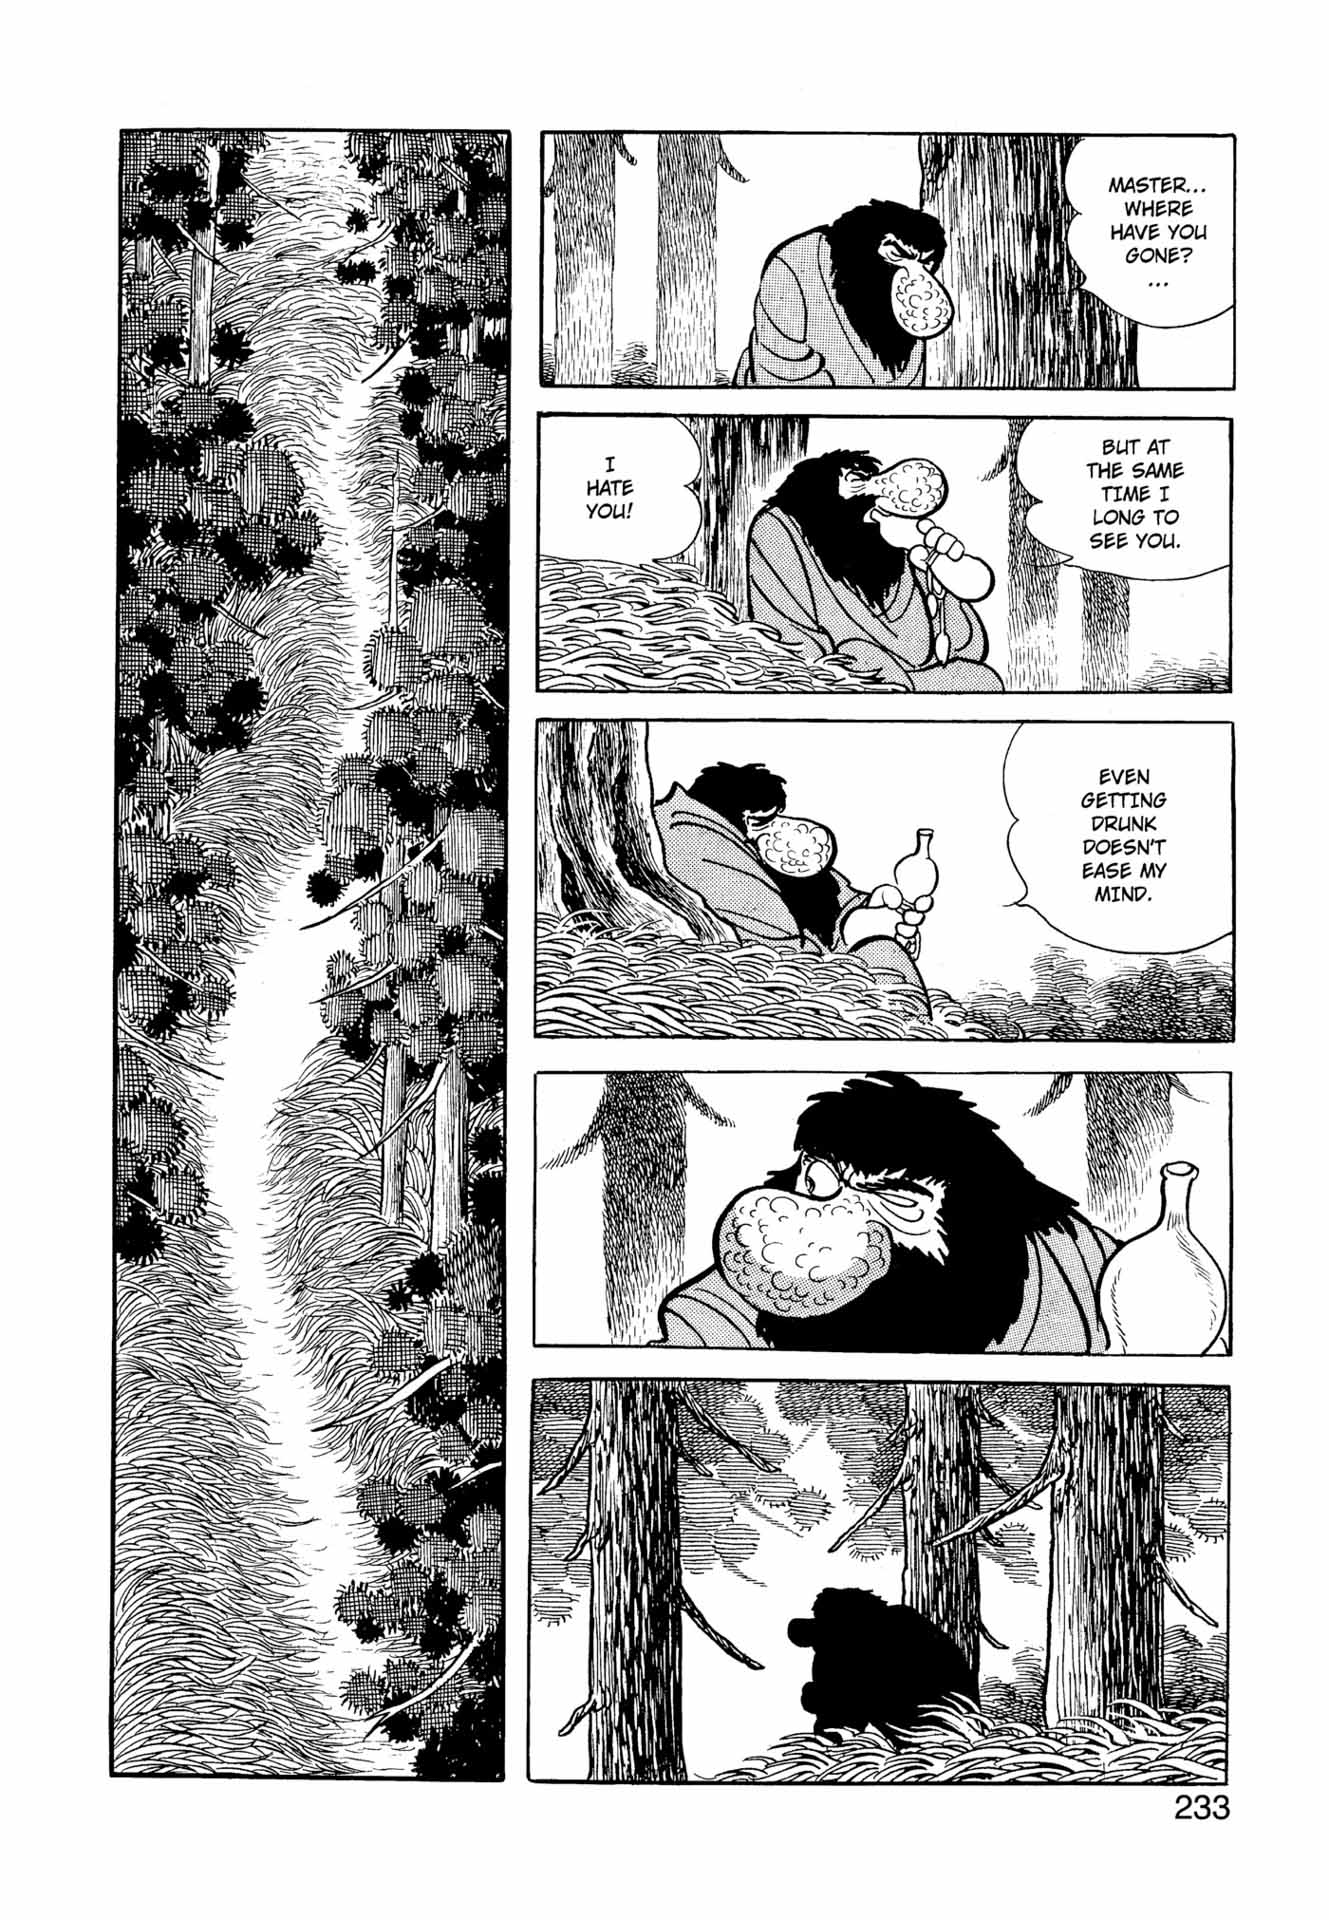 MASTER...
WHERE
HAVE YOU
GONE?
...
I
HATE
YOU!
BUT AT
THE SAME
TIME I
LONG TO
SEE YOU.
EVEN
GETTING
DRUNK
DOESN'T
EASE MY
MIND.
233